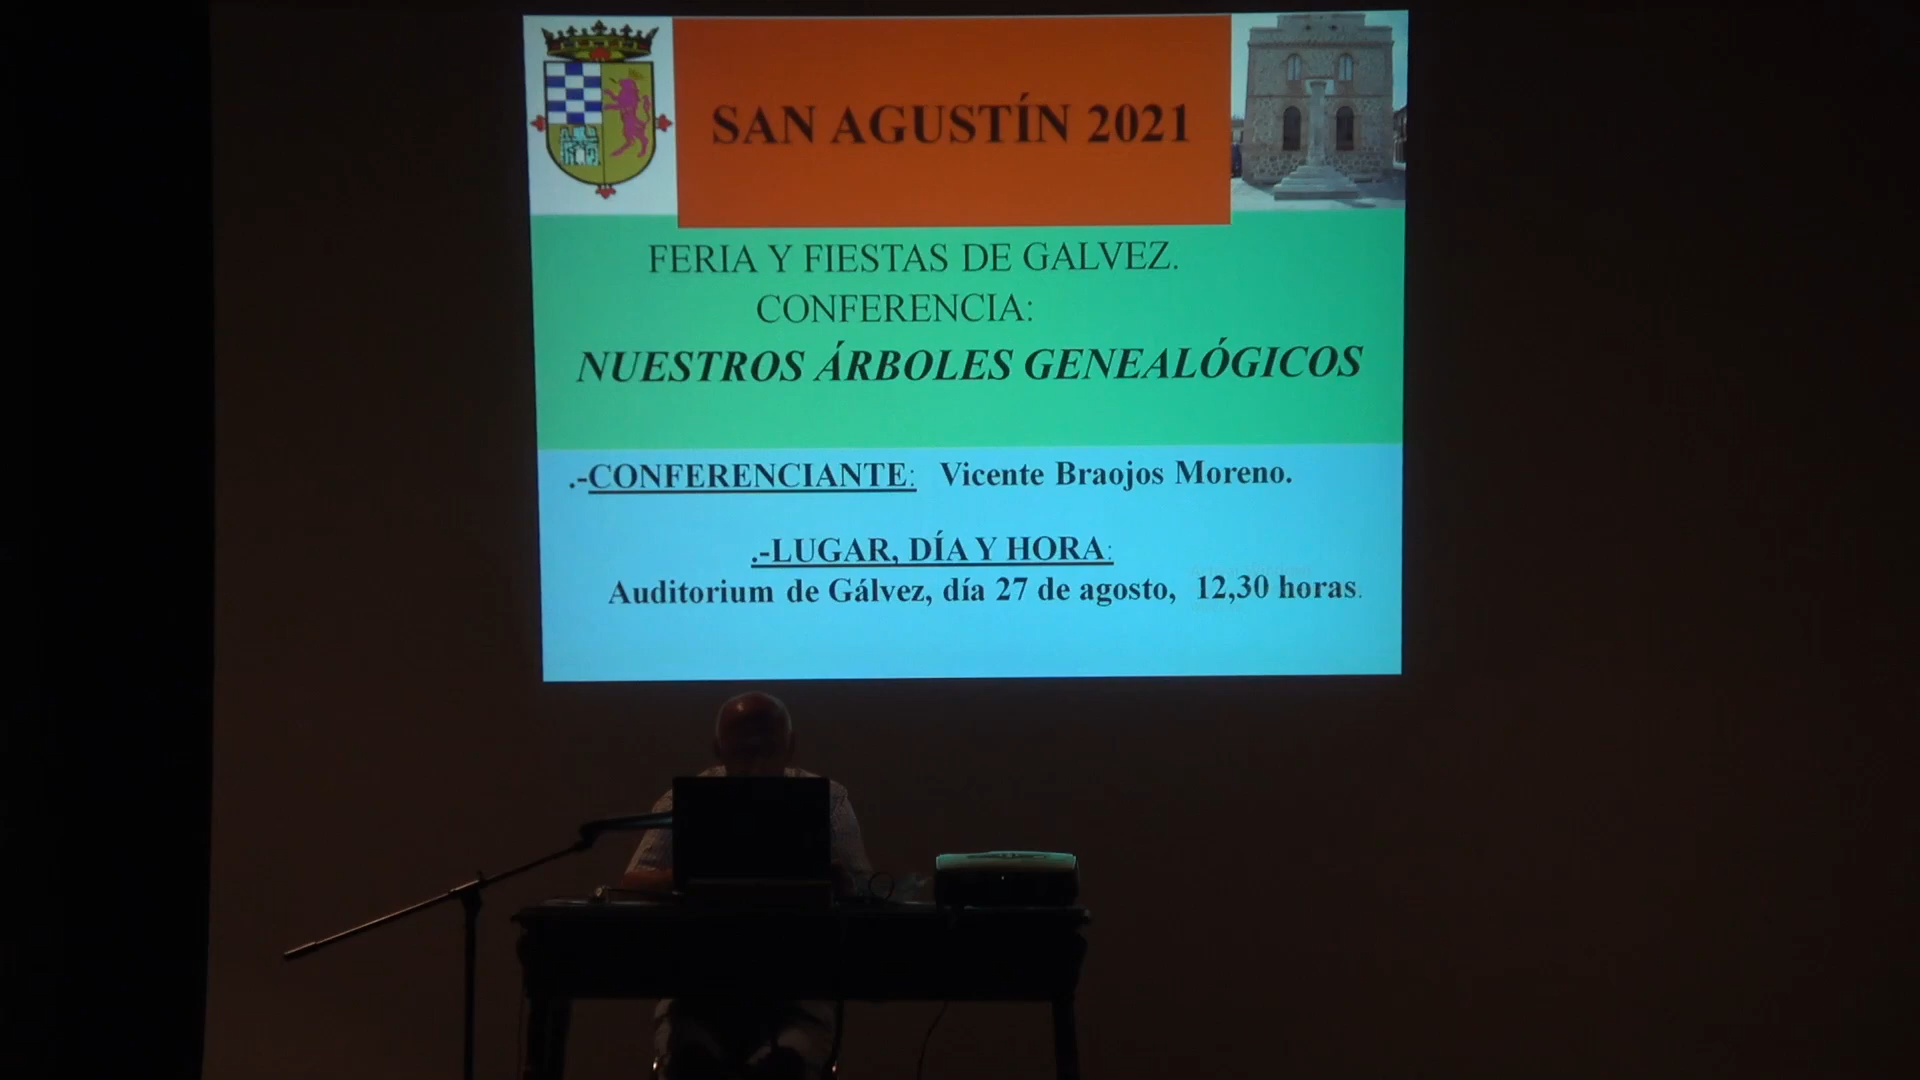 SAN AGUSTÍN 2021
FERIA Y FIESTAS DE GALVEZ.
CONFERENCIA:
NUESTROS ÁRBOLES GENEALÓGICOS
.-CONFERENCIANTE: Vicente Braojos Moreno.
.-LUGAR, DÍA Y HORA:
Auditorium de Gálvez, día 27 de agosto, 12,30 horas.